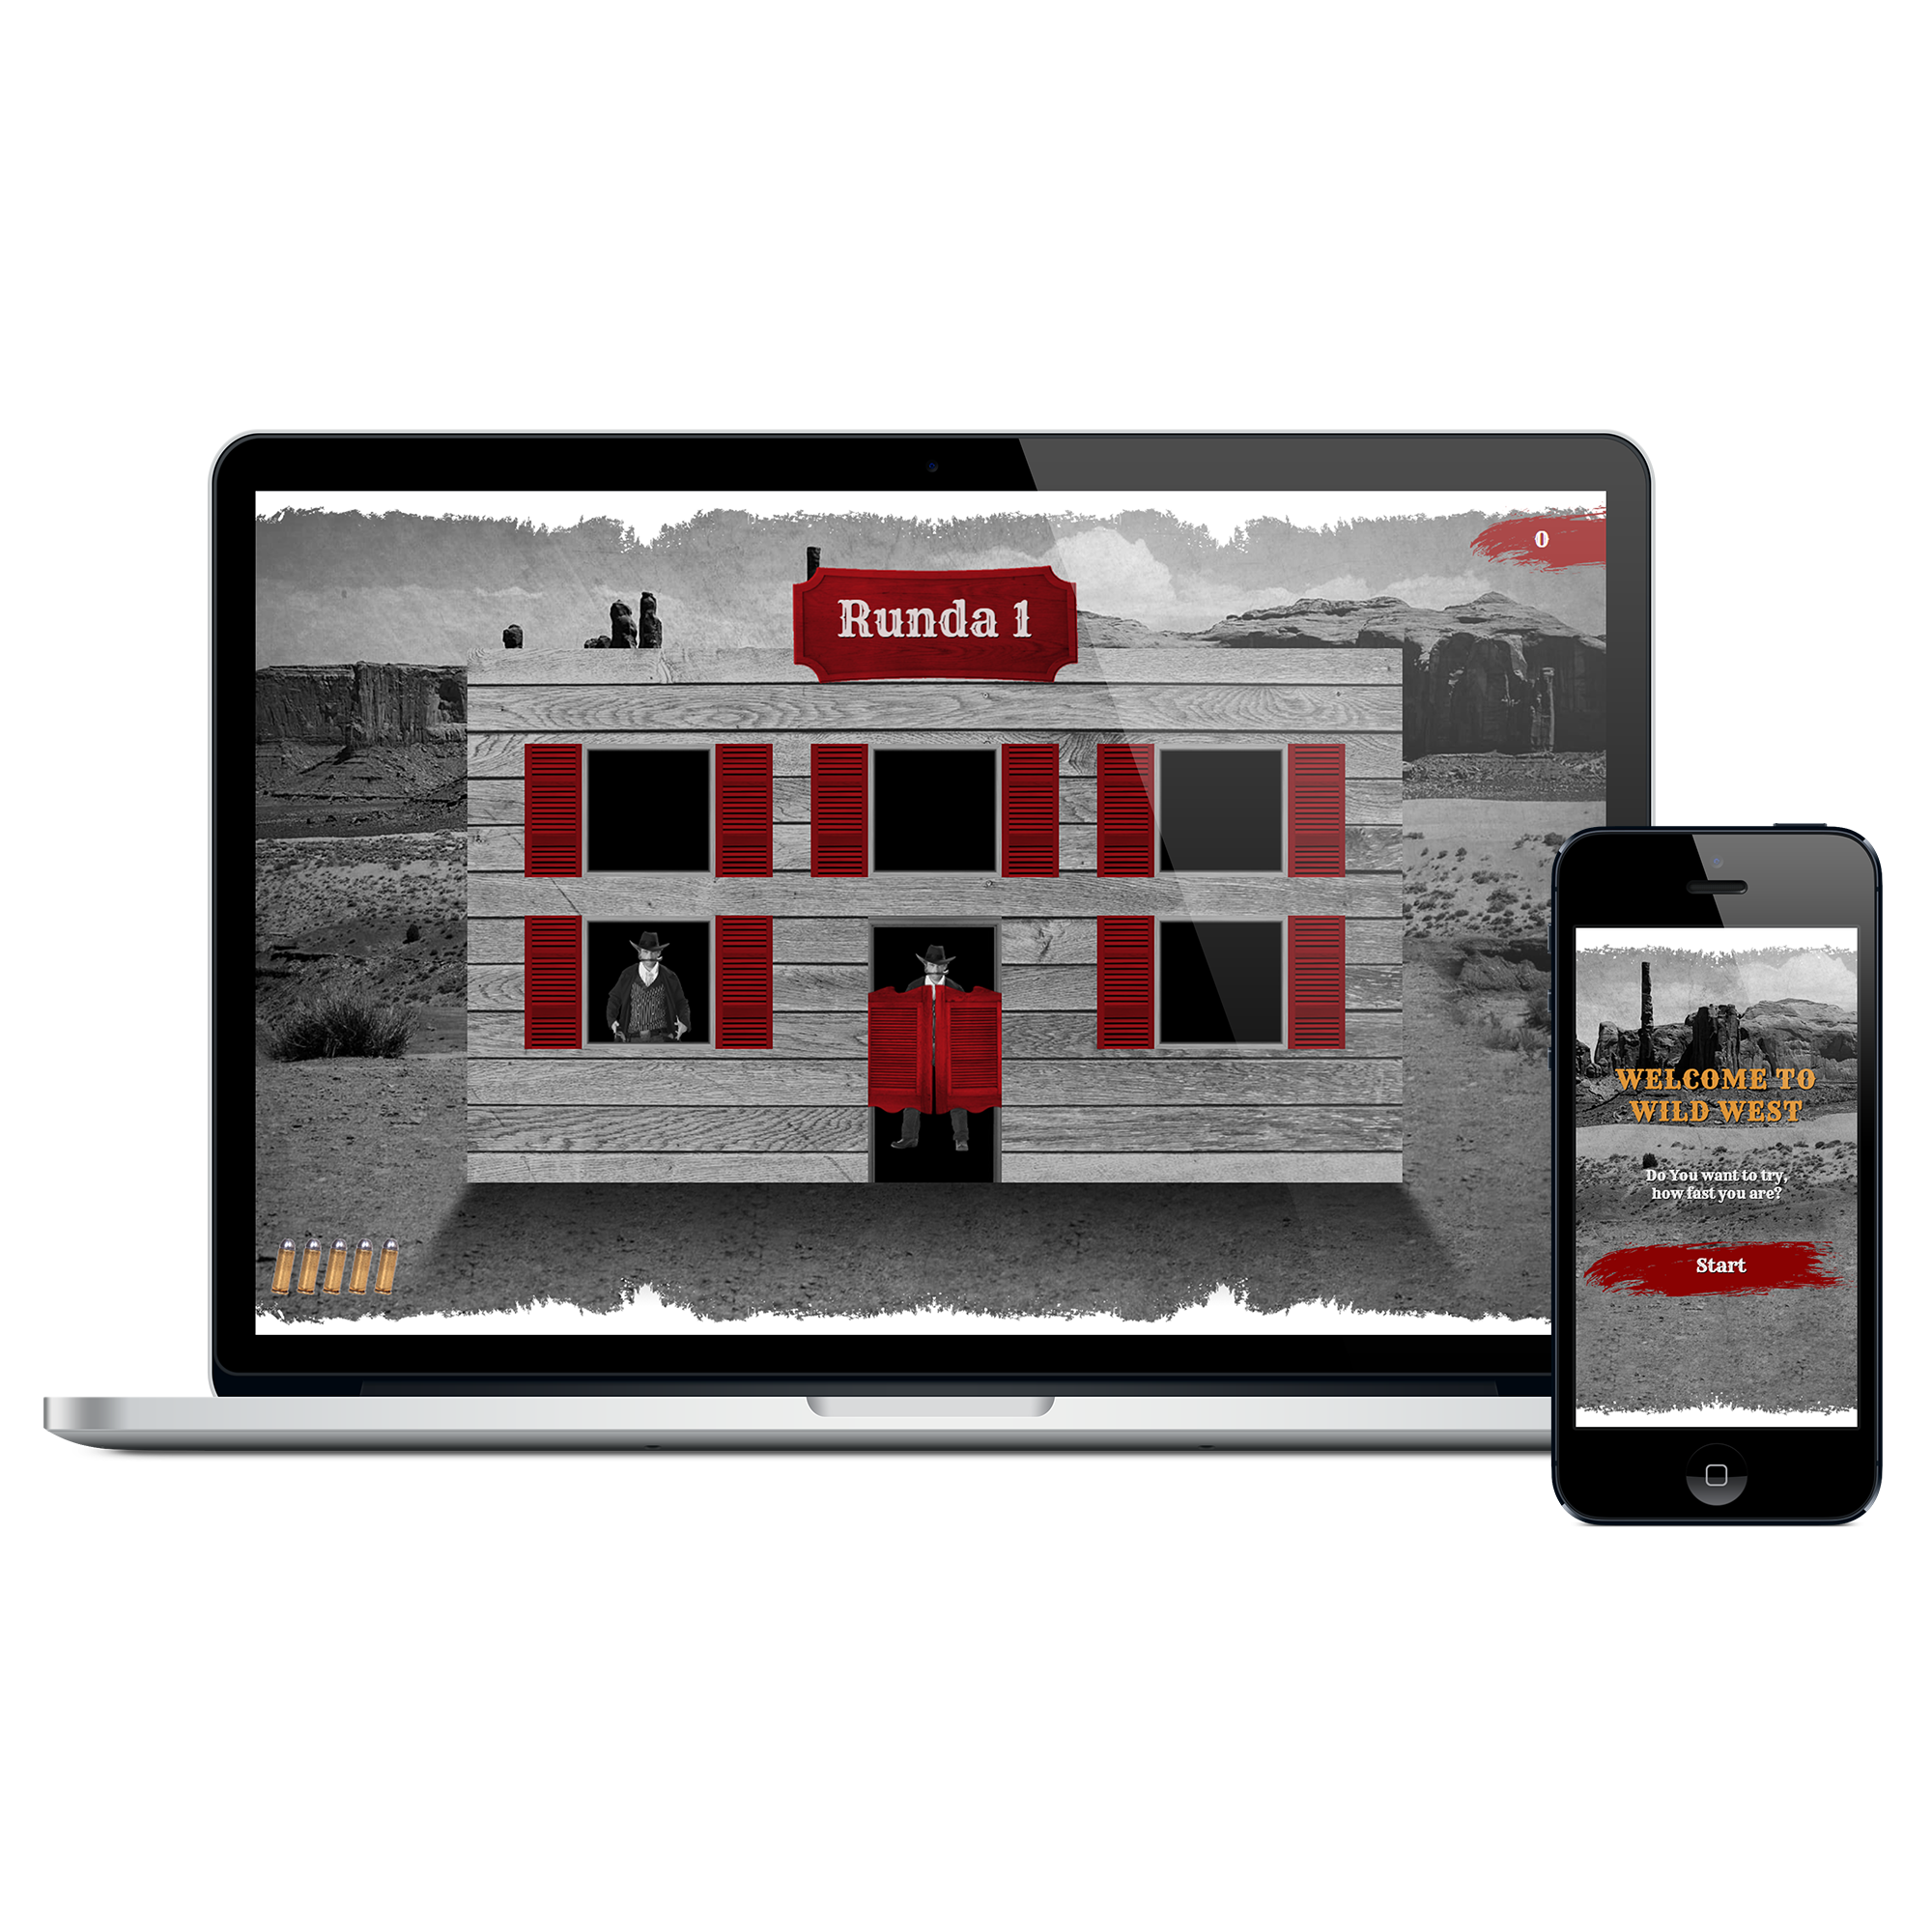 0
Runda 1
WELCOME TO
WILD WEST
Do You want to try,
how fast you are?
Start